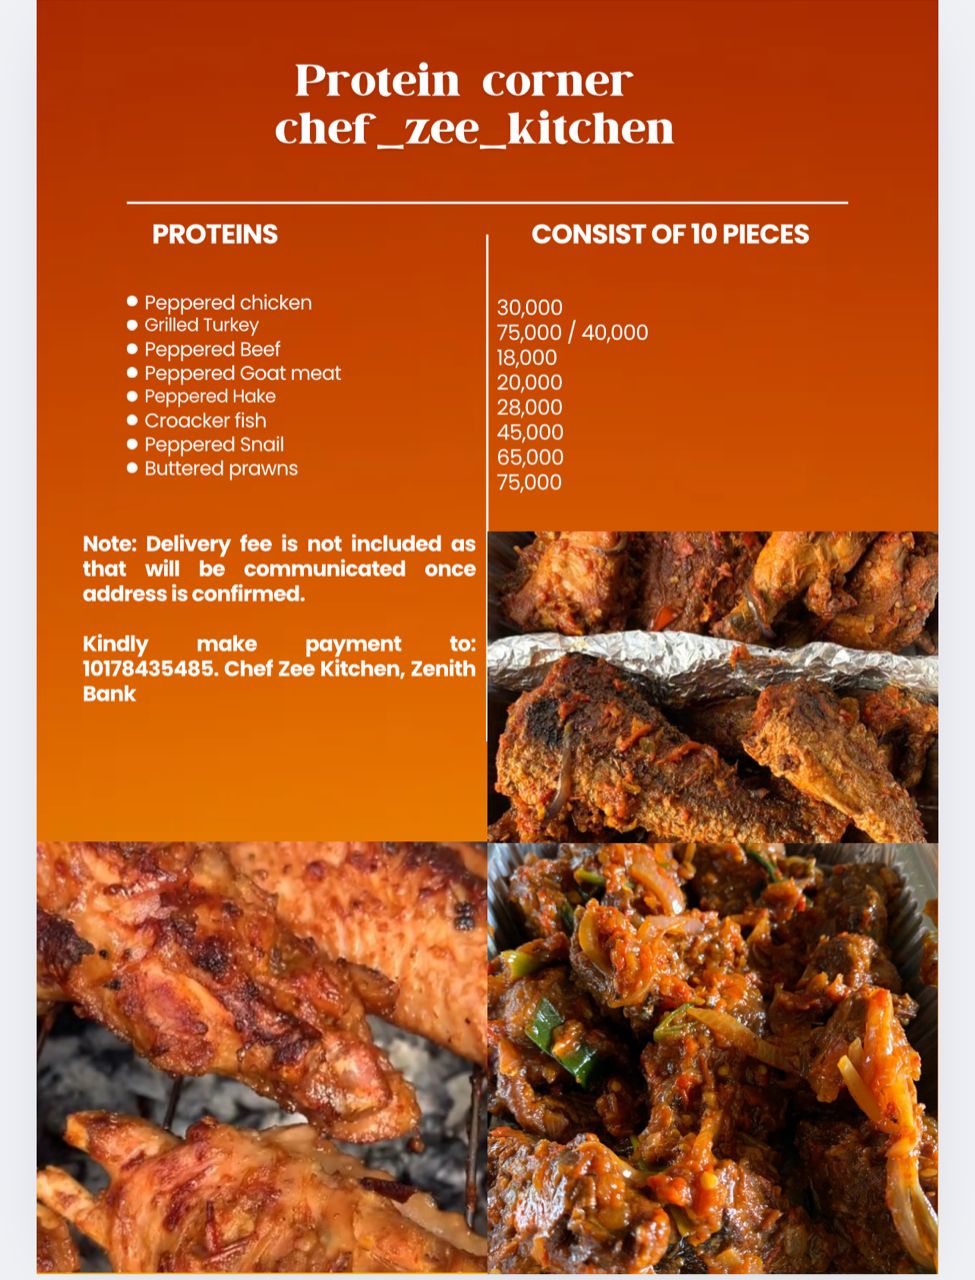 Protein corner
chef_zee_kitchen
PROTEINS
CONSIST OF 10 PIECES
Peppered chicken
Grilled Turkey
Peppered Beef
Peppered Goat meat
Peppered Hake
Croacker fish
Peppered Snail
Buttered prawns
30,000
75,000 / 40,000
18,000
20,000
28,000
45,000
65,000
75,000
Note: Delivery fee is not included as
that will be communicated once
address is confirmed.
Kindly make payment to:
10178435485. Chef Zee Kitchen, Zenith
Bank